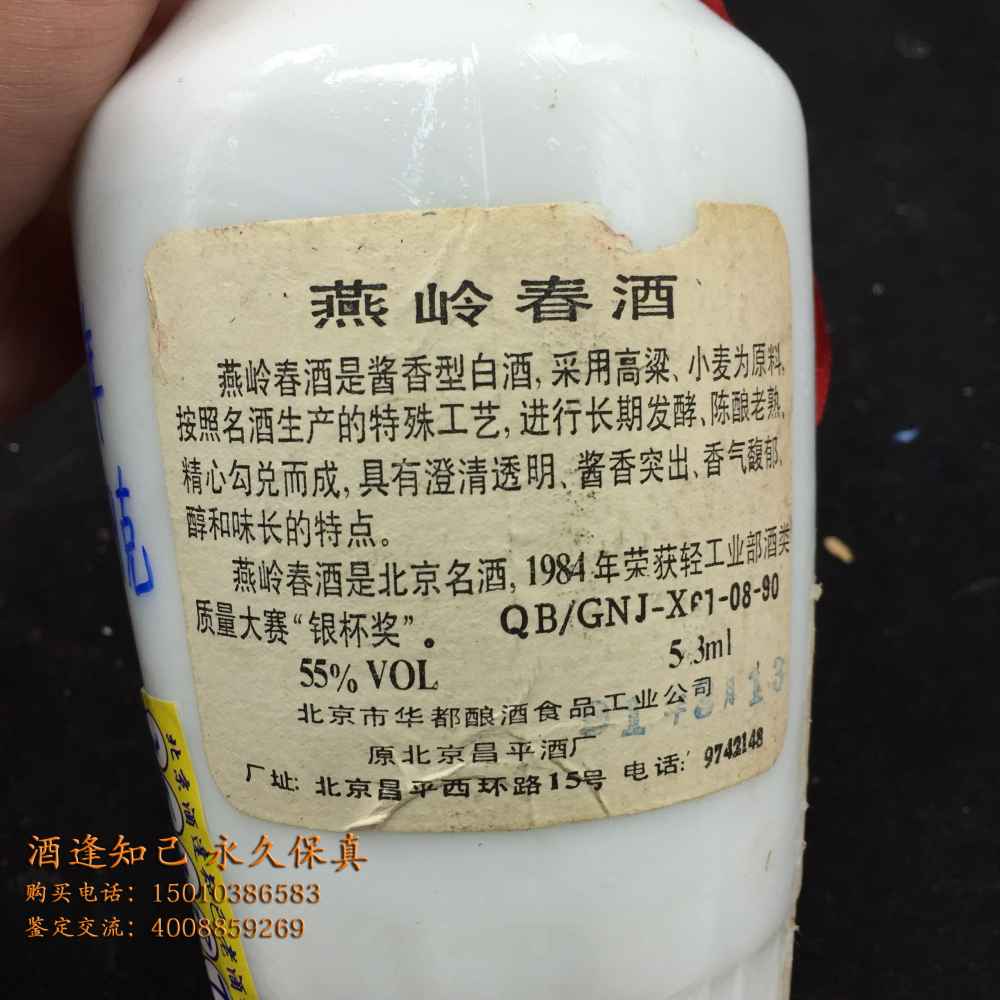 燕岭春酒
燕岭春酒是酱香型白酒,采用高粱、小麦为原料,
按照名酒生产的特殊工艺,进行长期发酵、陈酿老熟、
精心勾兑而成,具有澄清透明、酱香突出、香气馥郁、
醇和味长的特点。
燕岭春酒是北京名酒,1984年荣获轻工业部酒类
质量大赛“银杯奖”。
QB/GNJ-X
1-08-90
55% VOL
3ml
北京市华都酿酒食品工业公司
原北京昌平酒厂
厂址:北京昌平西环路15号 电话:9742148
克
酒逢知己 永久保真
购买电话:15010386583
鉴定交流:4008859269